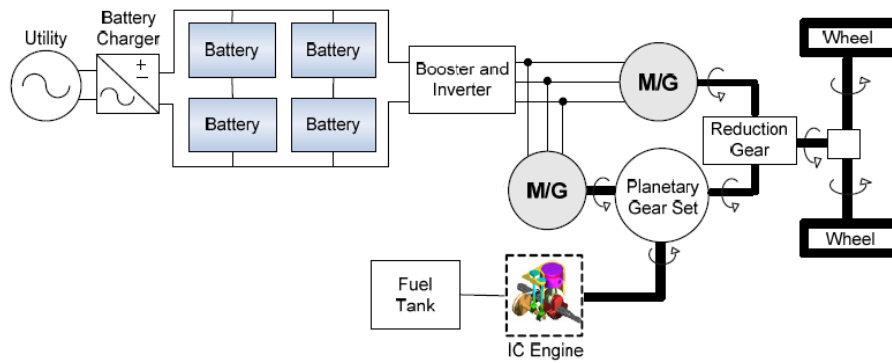 Utility
Battery
Charger
+
−
Battery
Battery
Battery
Battery
Booster and
Inverter
M/G
Wheel
Reduction
Gear
M/G
Planetary
Gear Set
Wheel
Fuel
Tank
IC Engine